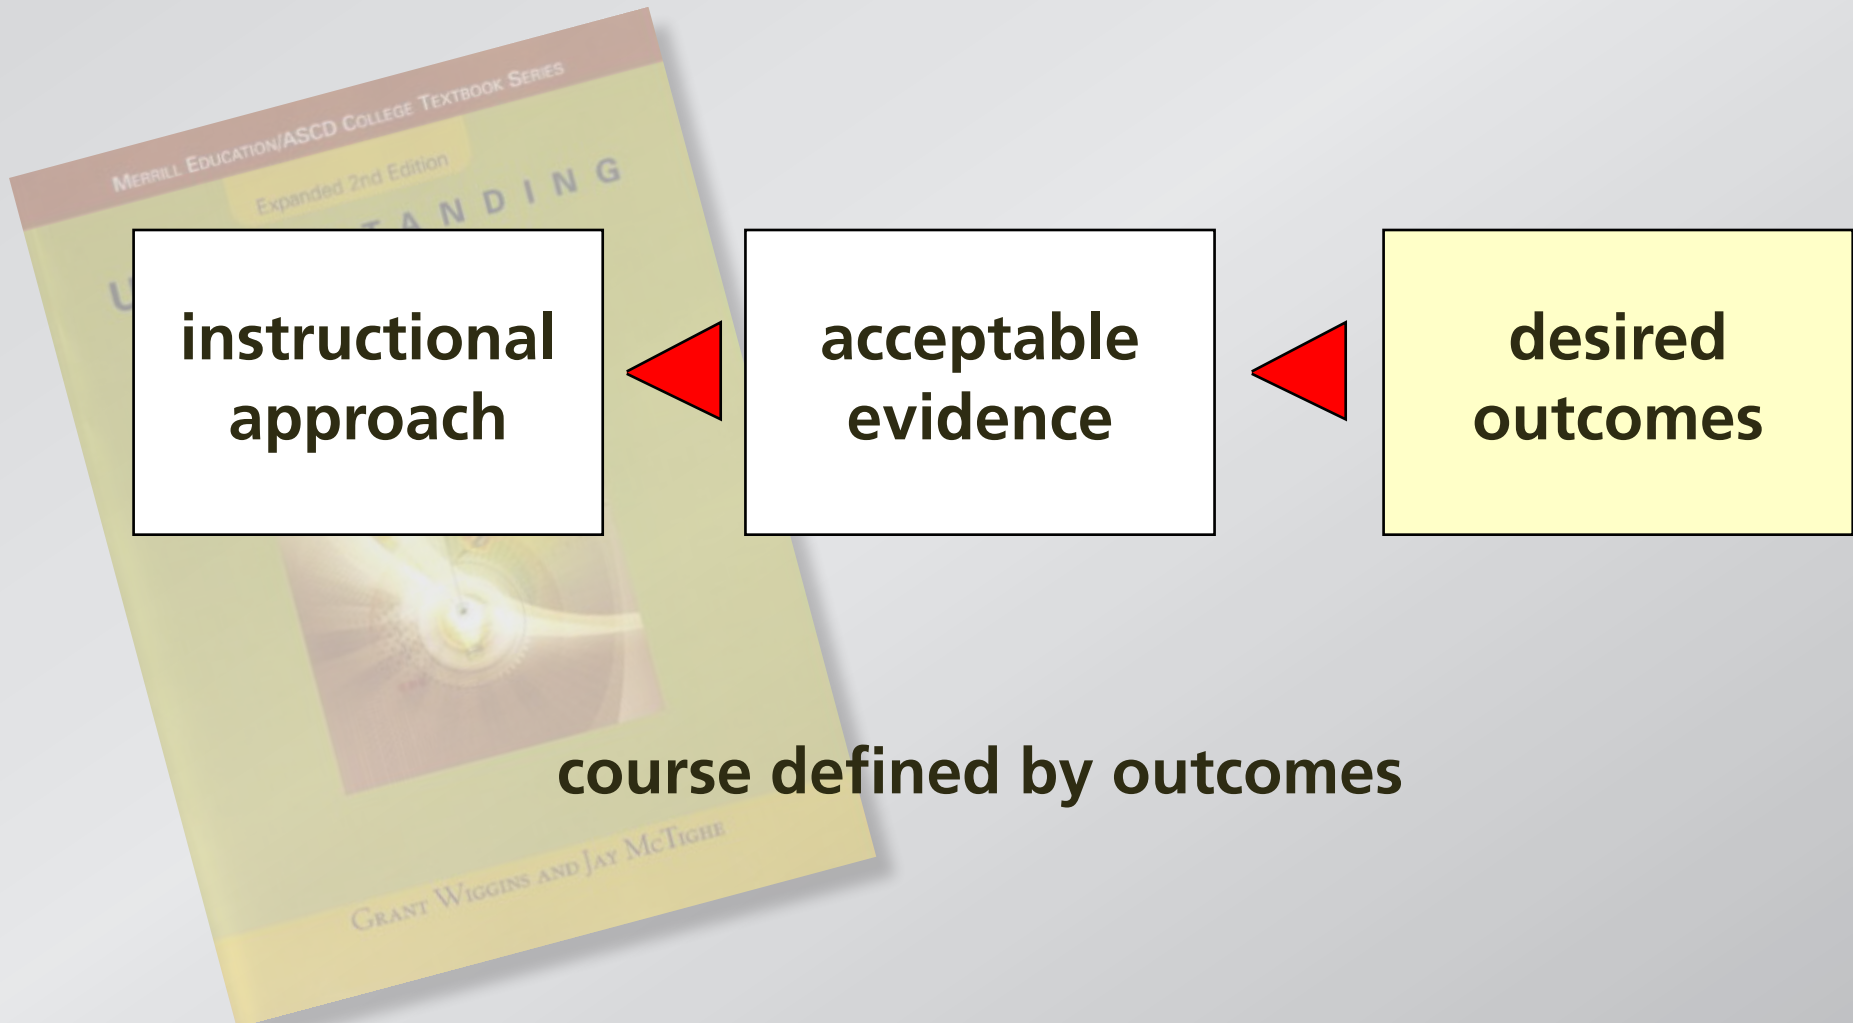 MERRILL EDUCATION/ASCD COLLEGE TEXTBOOK SERIES
Expanded 2nd Edition
instructional
approach
acceptable
evidence
desired
outcomes
course defined by outcomes
GRANT WIGGINS AND JAY MCTIGHE